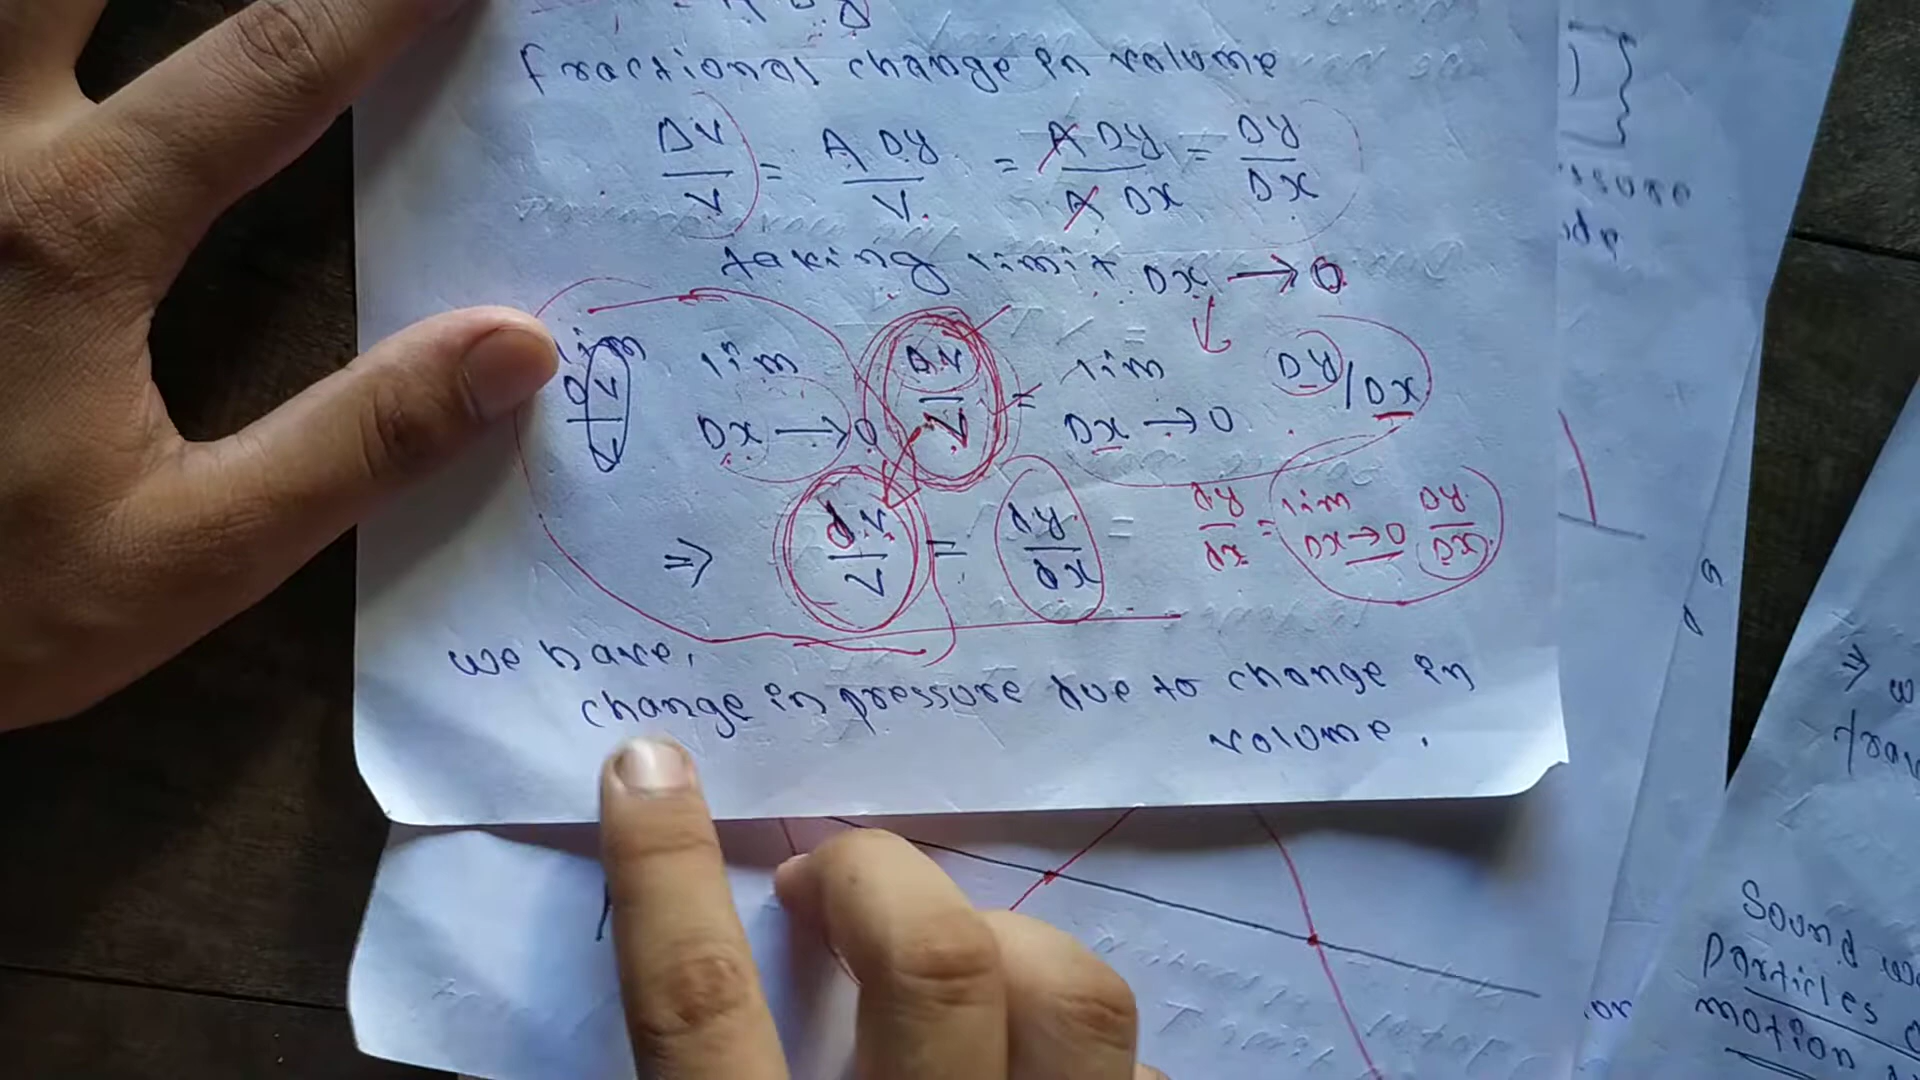 fractional change in volume
ΔV/V = A Δy/V = A Δy/A Δx = Δy/Δx
taking limit Δx → 0
lim ΔV/V lim Δx → 0 ΔV/V = lim Δx → 0 Δy/Δx
⇒ dV/V = dy/dx = dy/dx = lim Δx → 0 Δy/Δx
we have,
change in pressure due to change in
volume.
⇒ w
Sound
particles
motion